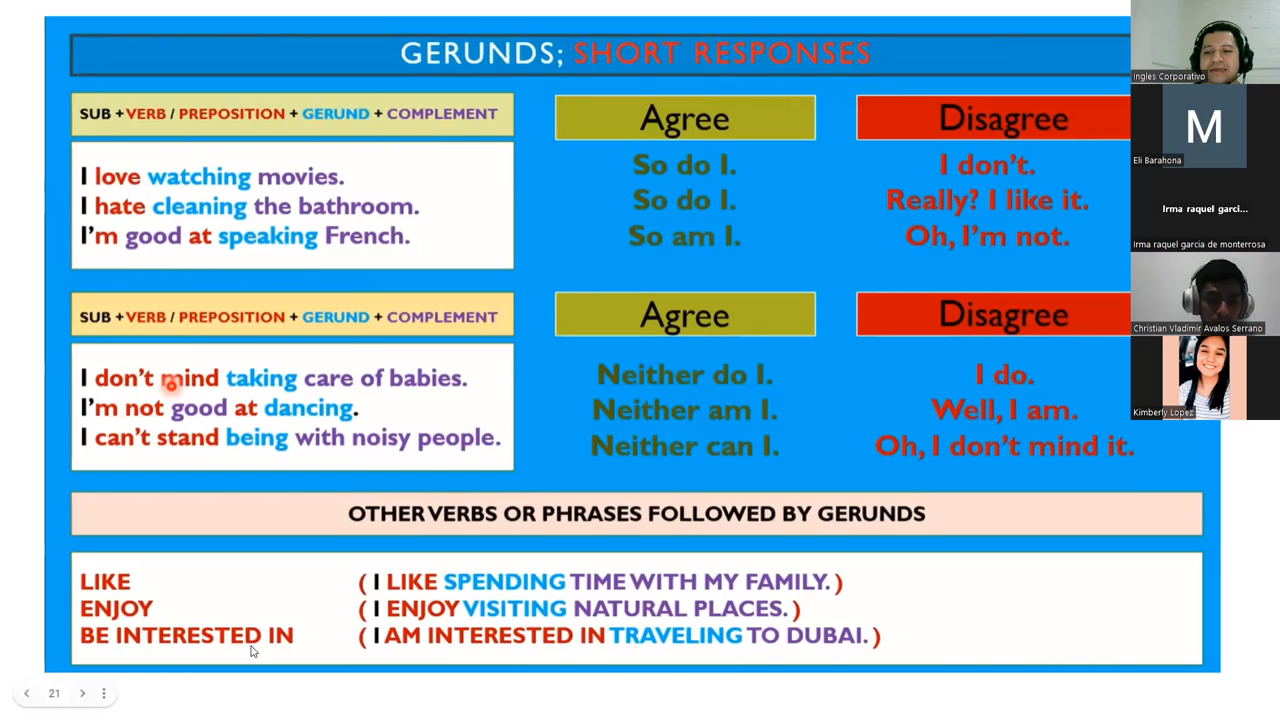 GERUNDS; SHORT RESPONSES
SUB + VERB / PREPOSITION + GERUND + COMPLEMENT
I love watching movies.
I hate cleaning the bathroom.
I'm good at speaking French.
Agree
So do I.
So do I.
So am I.
Disagree
I don't.
Really? I like it.
Oh, I'm not.
SUB + VERB / PREPOSITION + GERUND + COMPLEMENT
I don't mind taking care of babies.
I'm not good at dancing.
I can't stand being with noisy people.
Agree
Neither do I.
Neither am I.
Neither can I.
Disagree
I do.
Well, I am.
Oh, I don't mind it.
OTHER VERBS OR PHRASES FOLLOWED BY GERUNDS
LIKE ( I LIKE SPENDING TIME WITH MY FAMILY. )
ENJOY ( I ENJOY VISITING NATURAL PLACES. )
BE INTERESTED IN ( I AM INTERESTED IN TRAVELING TO DUBAI. )
21
Ingles Corporativo
M
Eli Barahona
Irma raquel garci...
Irma raquel garcia de monterrosa
Christian Vladimir Avalos Serrano
Kimberly Lopez